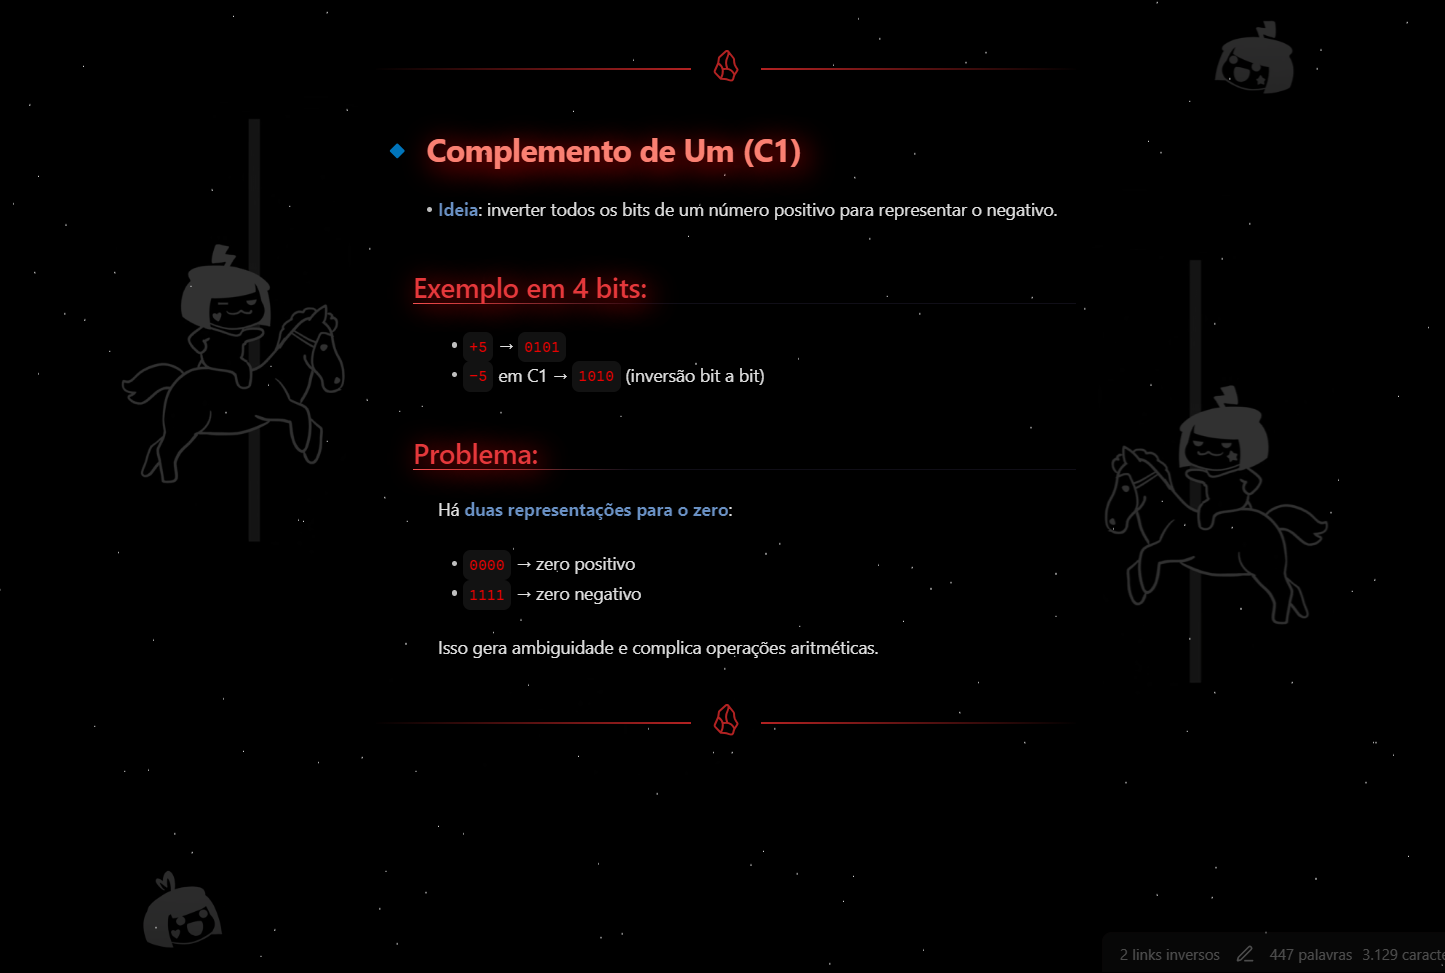 Complemento de Um (C1)
• Ideia: inverter todos os bits de um número positivo para representar o negativo.
Exemplo em 4 bits:
• +5 → 0101
• −5 em C1 → 1010 (inversão bit a bit)
Problema:
Há duas representações para o zero:
• 0000 → zero positivo
• 1111 → zero negativo
Isso gera ambiguidade e complica operações aritméticas.
2 links inversos 447 palavras 3.129 caracte